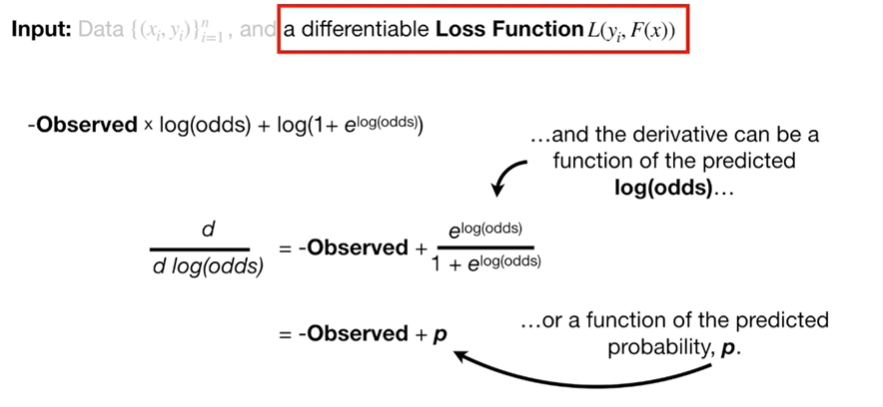 Input: Data {(xᵢ, yᵢ)}ⁿᵢ₌₁, and a differentiable Loss Function L(yᵢ, F(x))
-Observed × log(odds) + log(1+ e^log(odds))
…and the derivative can be a
function of the predicted
log(odds)…
d / d log(odds) = -Observed + e^log(odds) / 1 + e^log(odds)
= -Observed + p
…or a function of the predicted
probability, p.